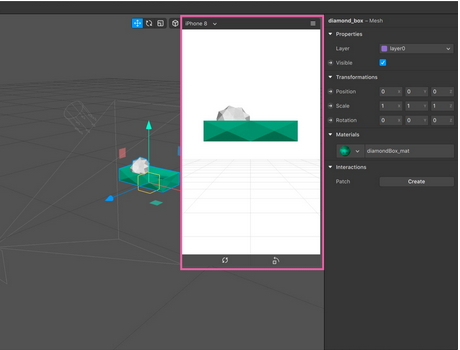 iPhone 8
diamond_box – Mesh
Properties
Layer layer0
Visible
Transformations
Position 0 0 0
Scale 1 1 1
Rotation 0 0 0
Materials
diamondBox_mat
Interactions
Patch Create